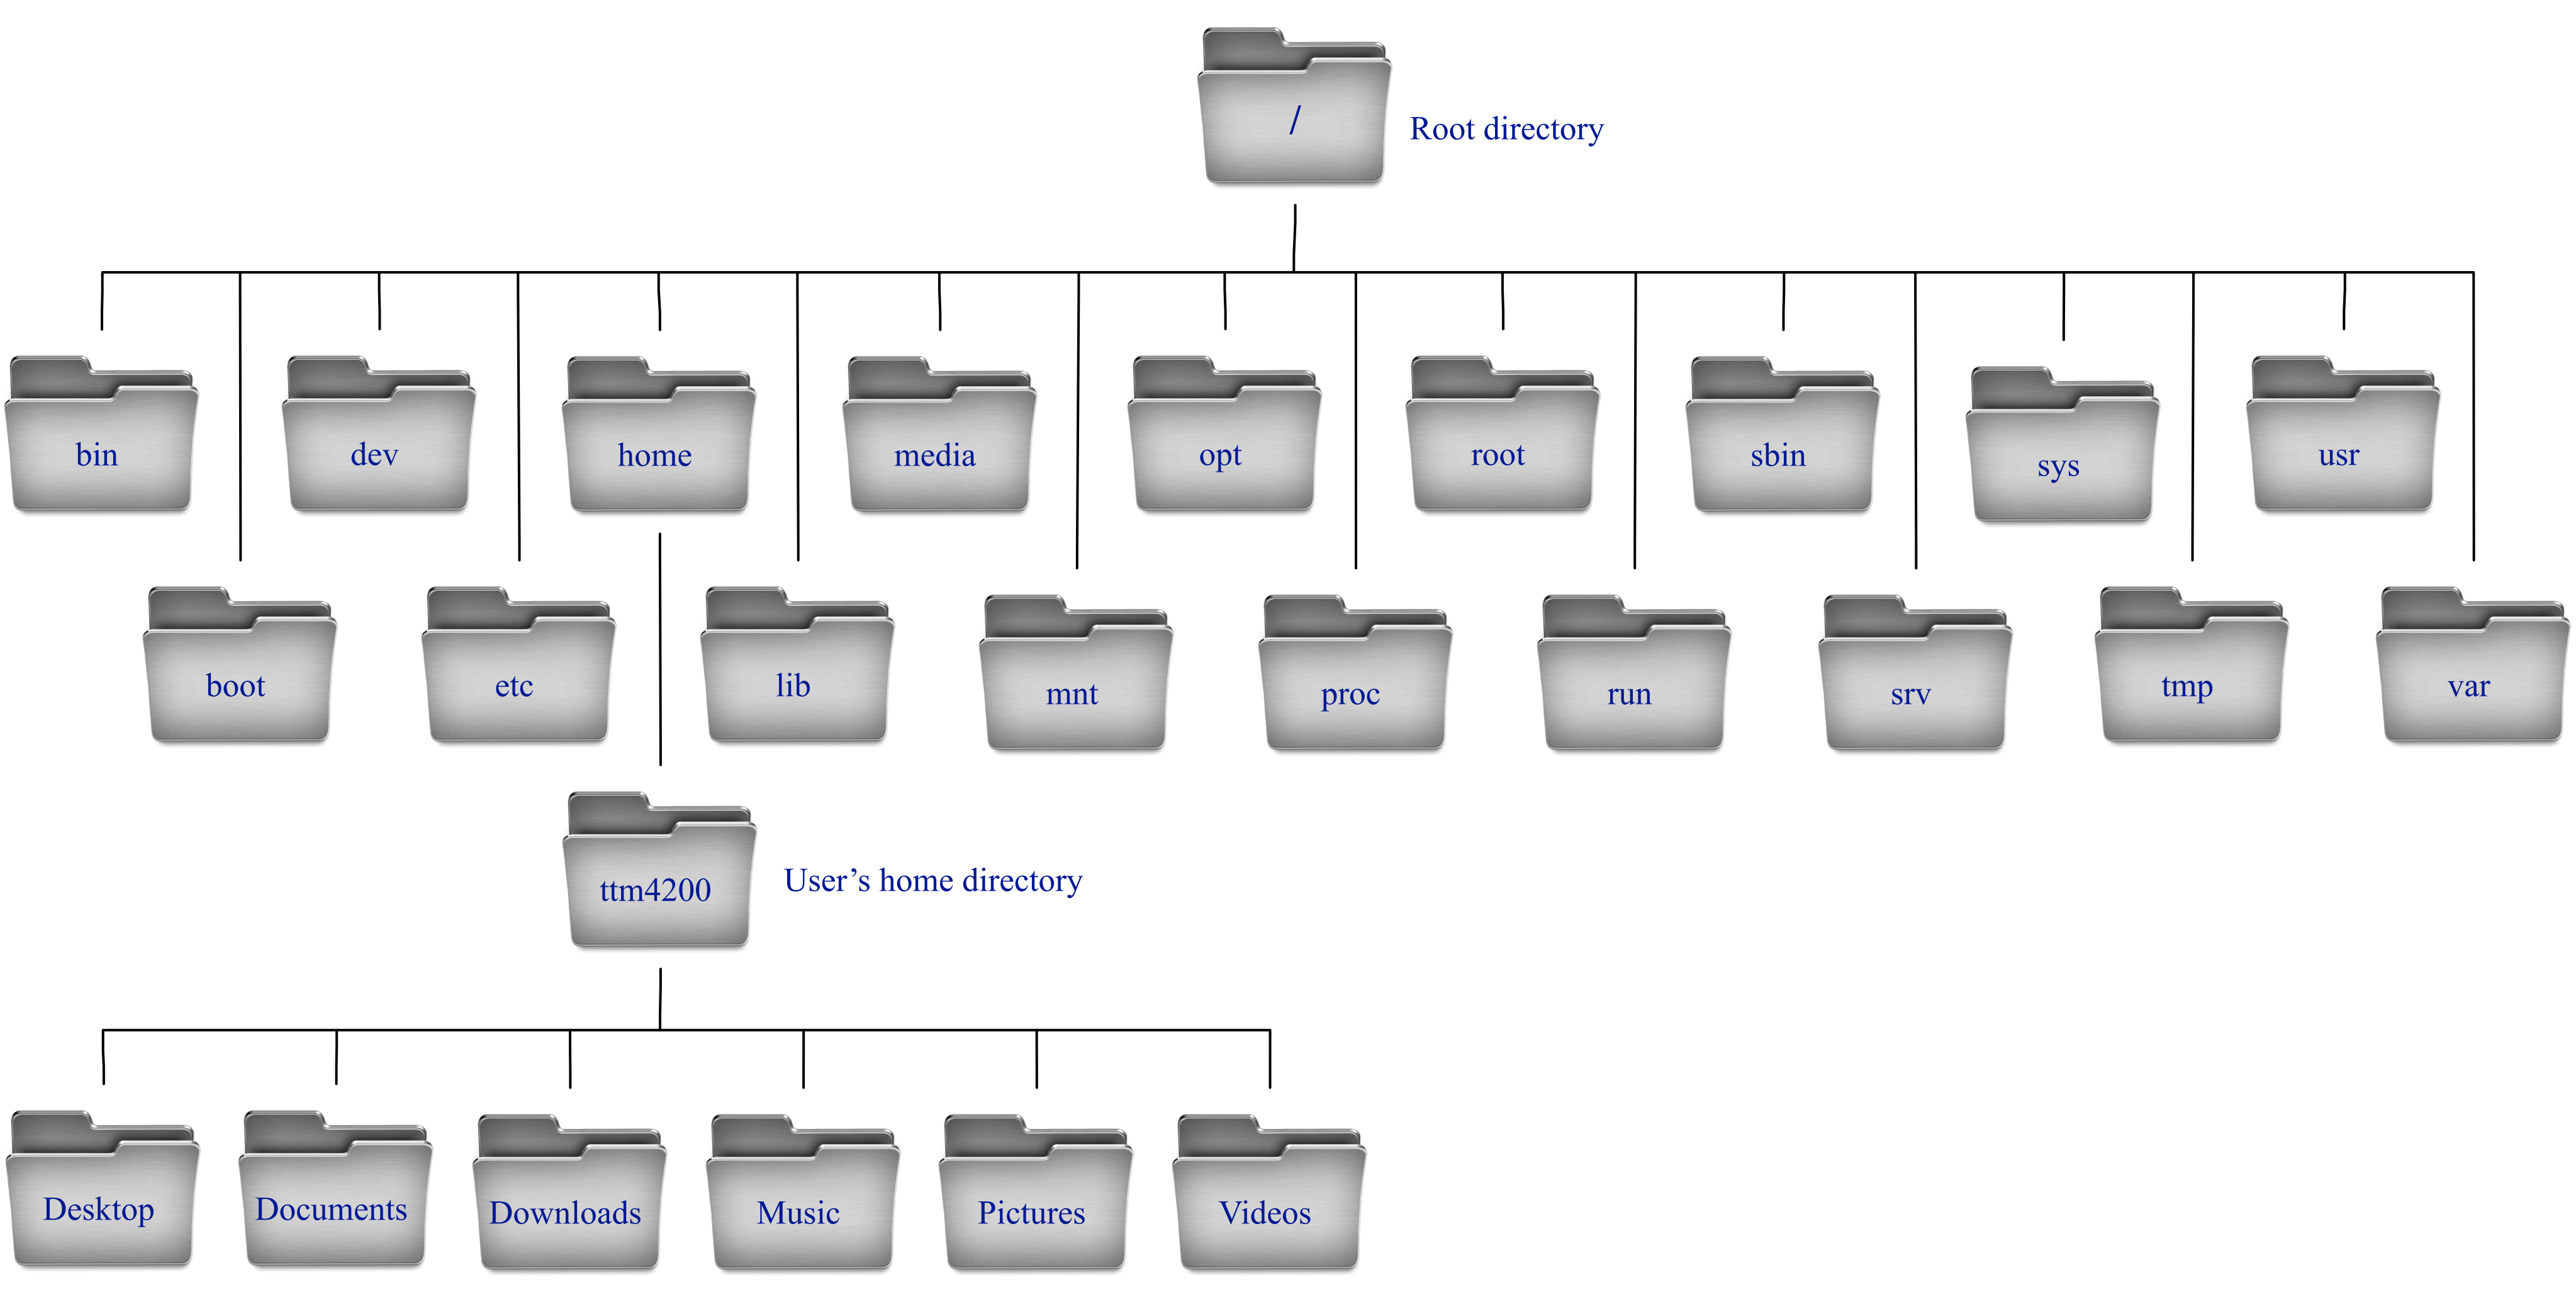 /
Root directory
bin
dev
home
media
opt
root
sbin
sys
usr
boot
etc
lib
mnt
proc
run
srv
tmp
var
ttm4200
User’s home directory
Desktop
Documents
Downloads
Music
Pictures
Videos